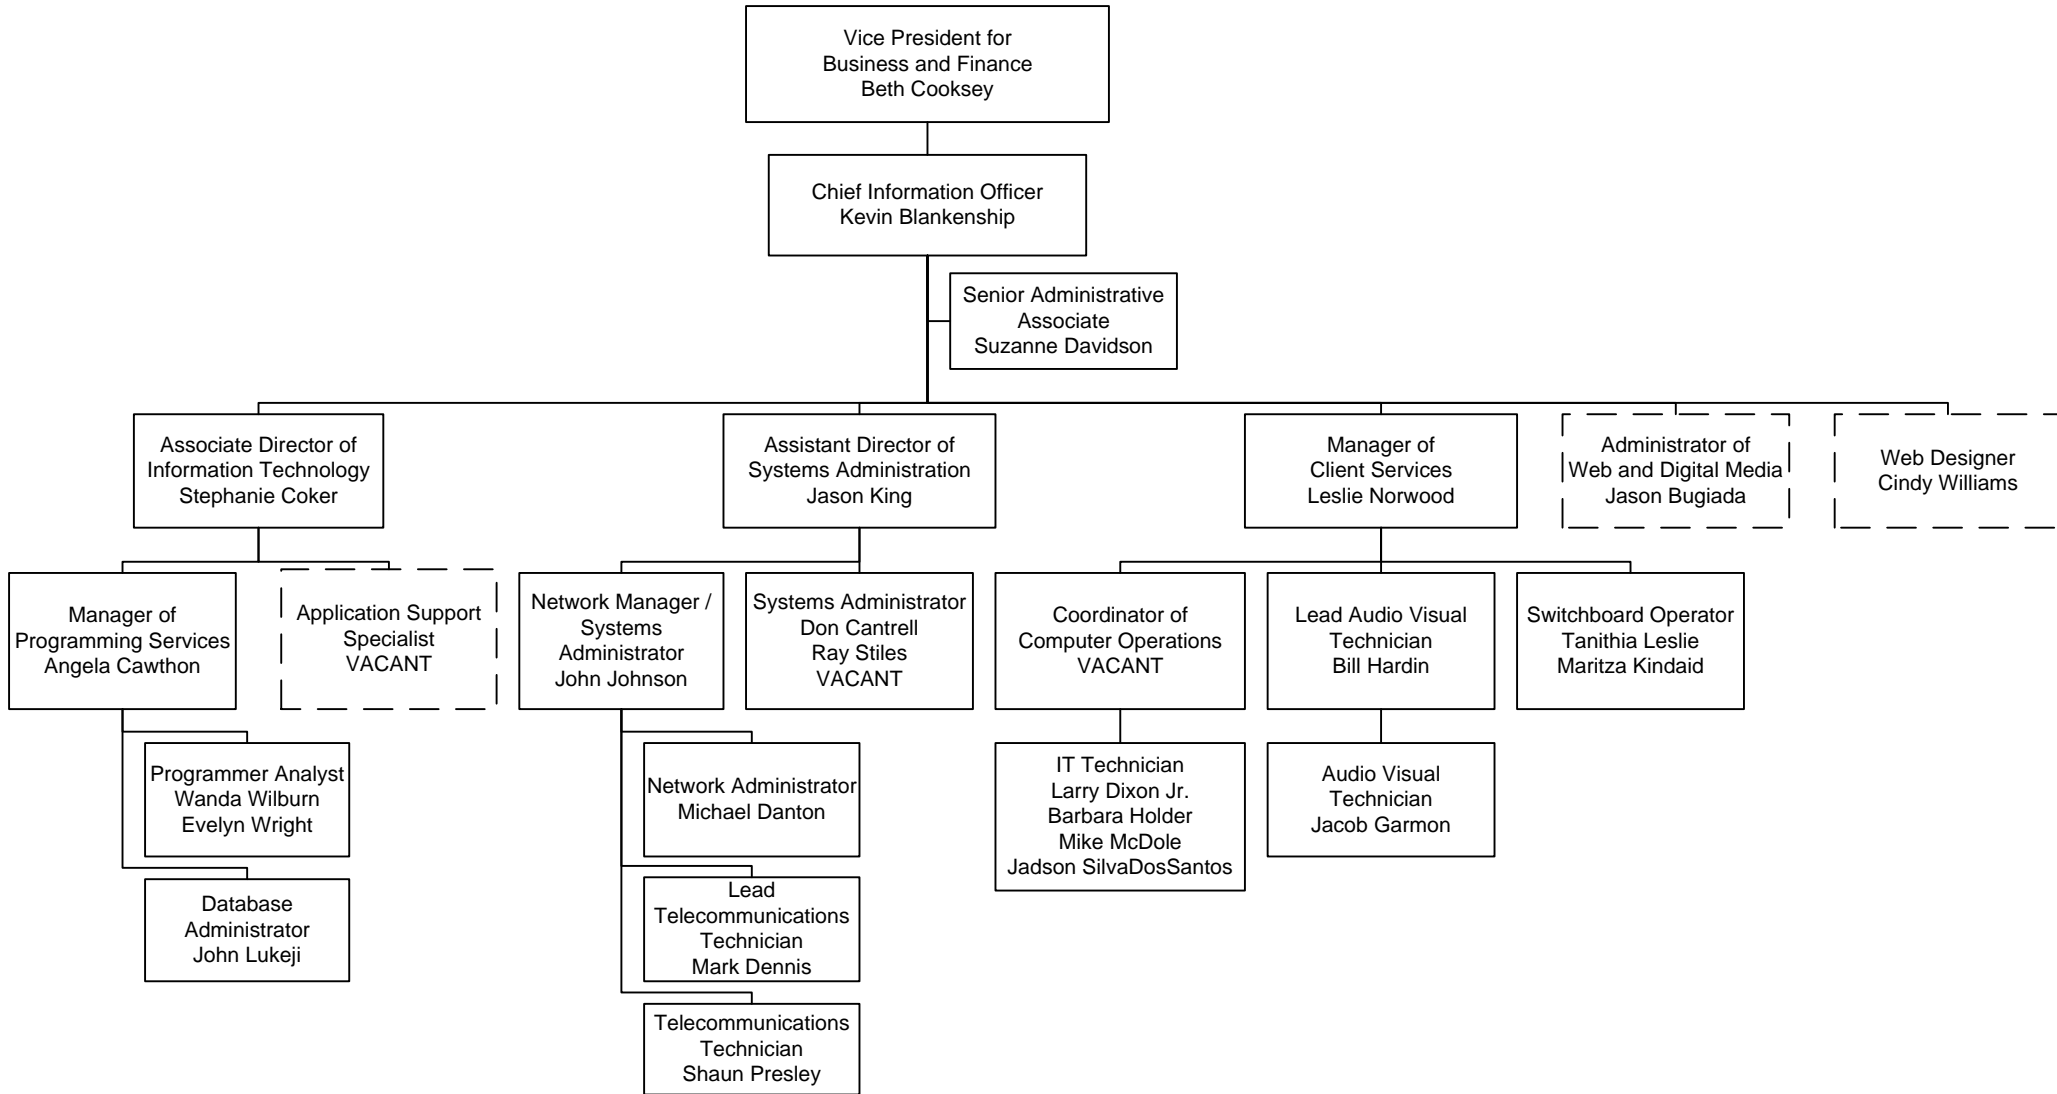 Vice President for
Business and Finance
Beth Cooksey
Chief Information Officer
Kevin Blankenship
Senior Administrative
Associate
Suzanne Davidson
Associate Director of
Information Technology
Stephanie Coker
Assistant Director of
Systems Administration
Jason King
Manager of
Client Services
Leslie Norwood
Administrator of
Web and Digital Media
Jason Bugiada
Web Designer
Cindy Williams
Manager of
Programming Services
Angela Cawthon
Application Support
Specialist
VACANT
Network Manager /
Systems
Administrator
John Johnson
Systems Administrator
Don Cantrell
Ray Stiles
VACANT
Coordinator of
Computer Operations
VACANT
Lead Audio Visual
Technician
Bill Hardin
Switchboard Operator
Tanithia Leslie
Maritza Kindaid
Programmer Analyst
Wanda Wilburn
Evelyn Wright
Network Administrator
Michael Danton
IT Technician
Larry Dixon Jr.
Barbara Holder
Mike McDole
Jadson SilvaDosSantos
Audio Visual
Technician
Jacob Garmon
Database
Administrator
John Lukeji
Lead
Telecommunications
Technician
Mark Dennis
Telecommunications
Technician
Shaun Presley